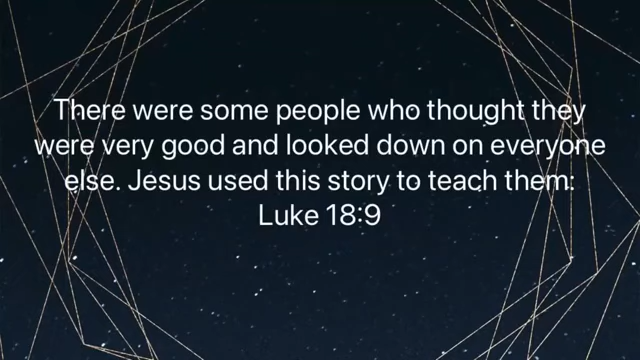 There were some people who thought they
were very good and looked down on everyone
else. Jesus used this story to teach them:
Luke 18:9